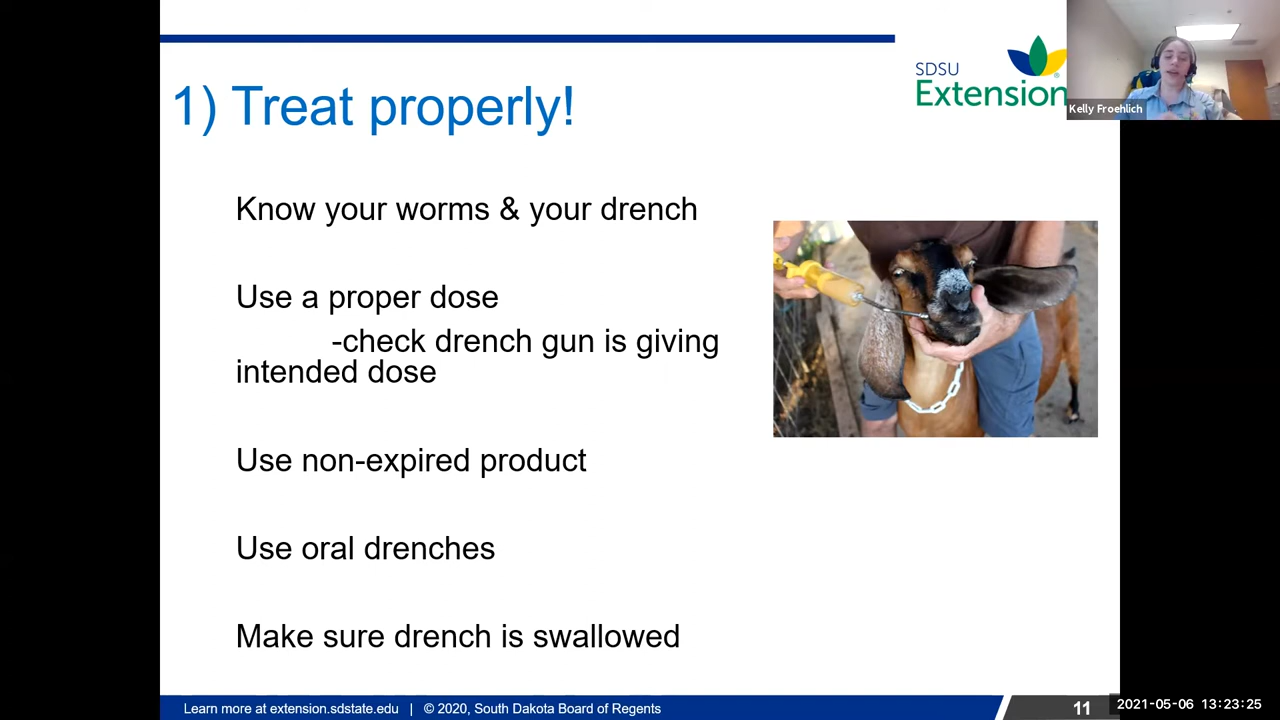 SDSU
Extension
Kelly Froehlich
1) Treat properly!
Know your worms & your drench
Use a proper dose
-check drench gun is giving
intended dose
Use non-expired product
Use oral drenches
Make sure drench is swallowed
Learn more at extension.sdstate.edu | © 2020, South Dakota Board of Regents
11
2021-05-06 13:23:25